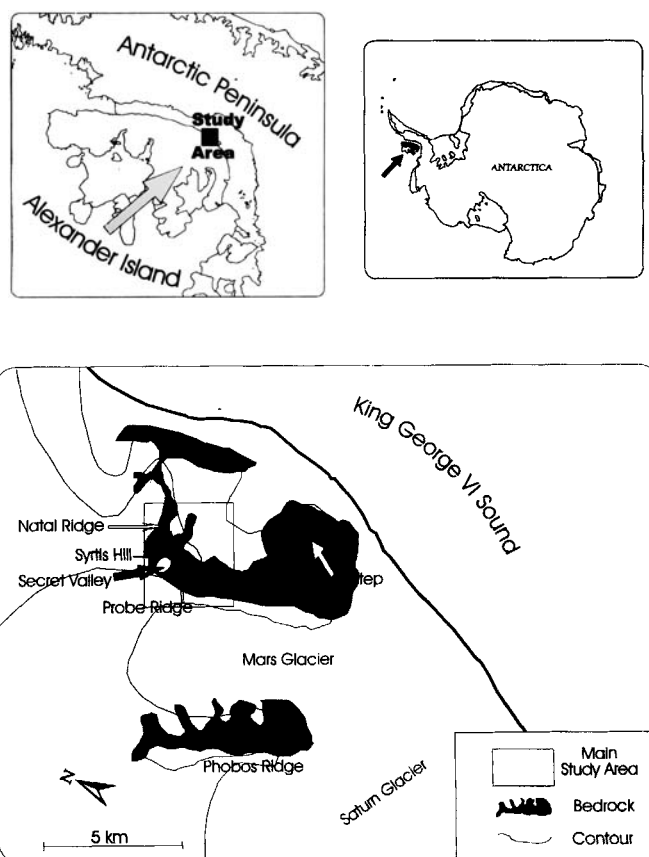 Antarctic Peninsula
Study
Area
Alexander Island
ANTARCTICA
King George VI Sound
Natal Ridge
Syrtis Hill
Secret Valley
Probe Ridge
Mars Glacier
Phobos Ridge
Saturn Glacier
N
5 km
Main
Study Area
Bedrock
Contour